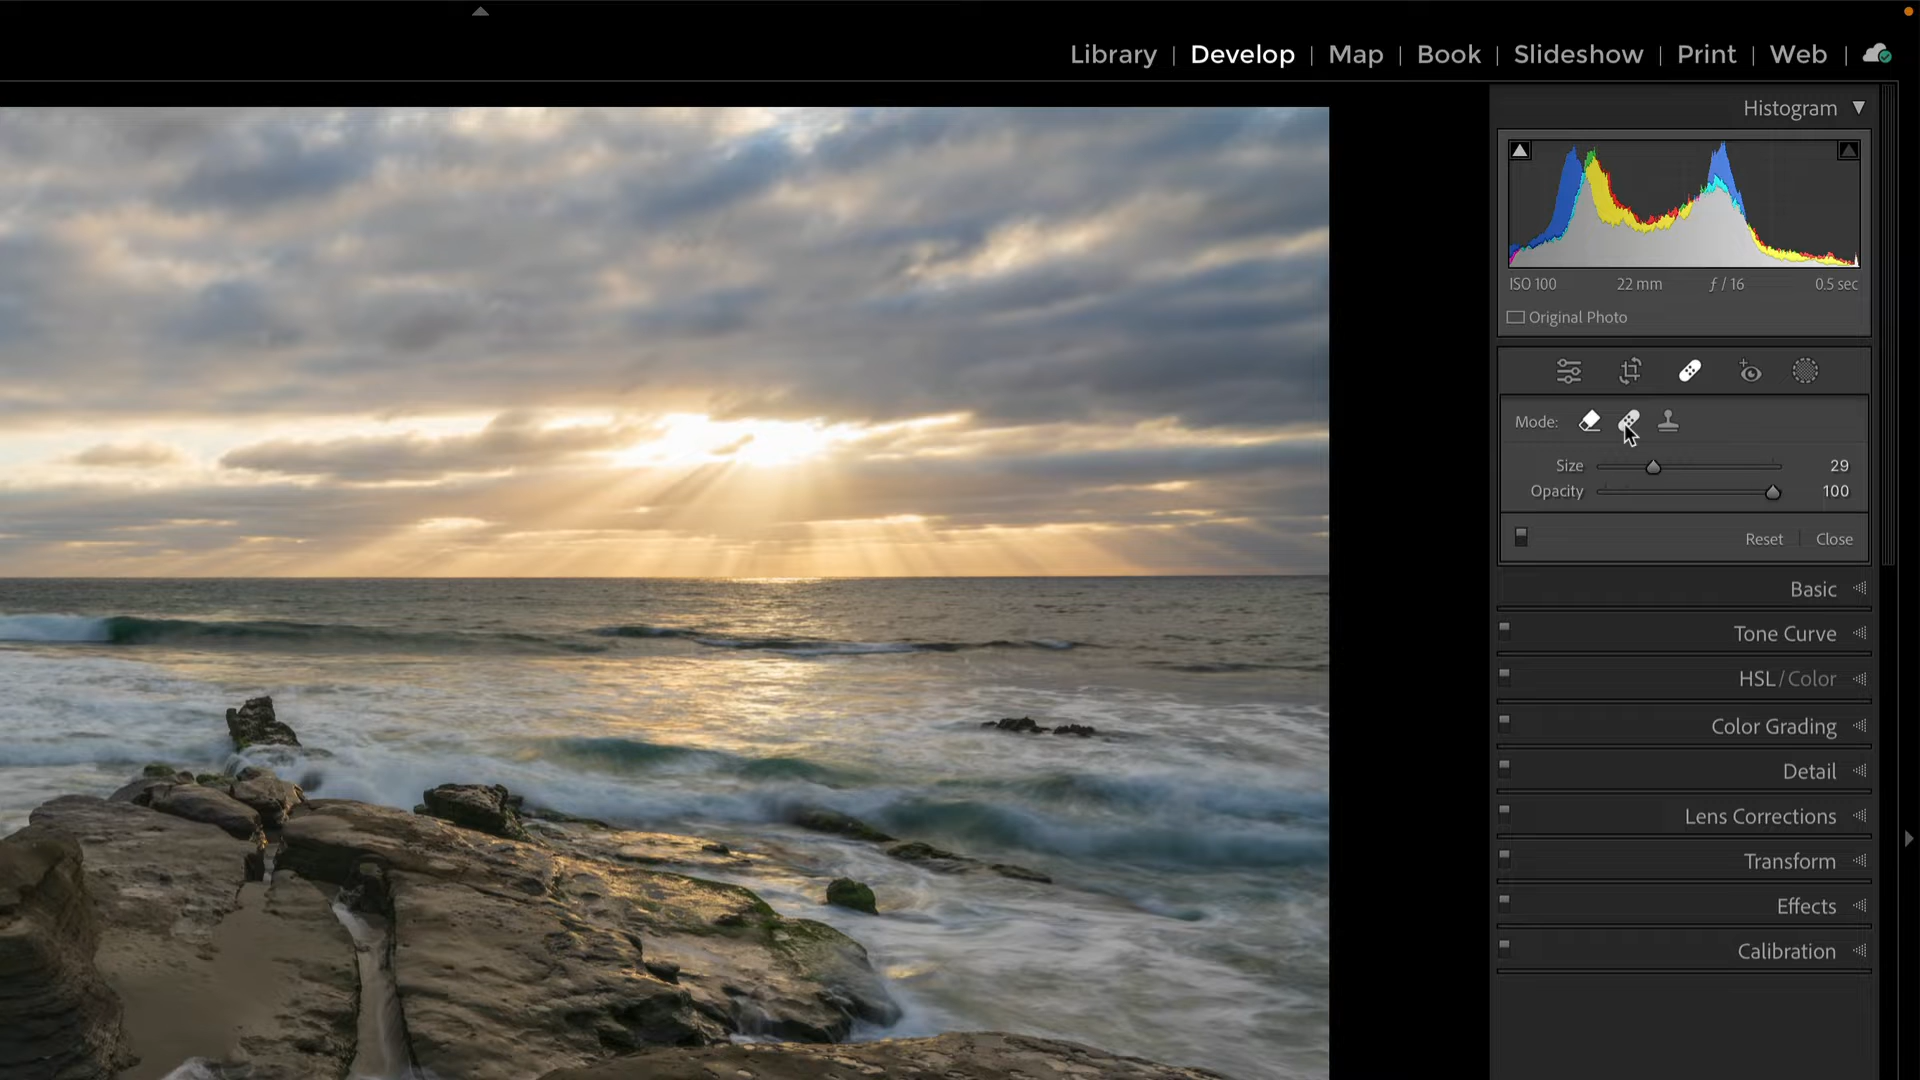 Library | Develop | Map | Book | Slideshow | Print | Web |
Histogram
ISO 100 22 mm ƒ / 16 0.5 sec
Original Photo
Mode:
Size 29
Opacity 100
Reset | Close
Basic
Tone Curve
HSL / Color
Color Grading
Detail
Lens Corrections
Transform
Effects
Calibration